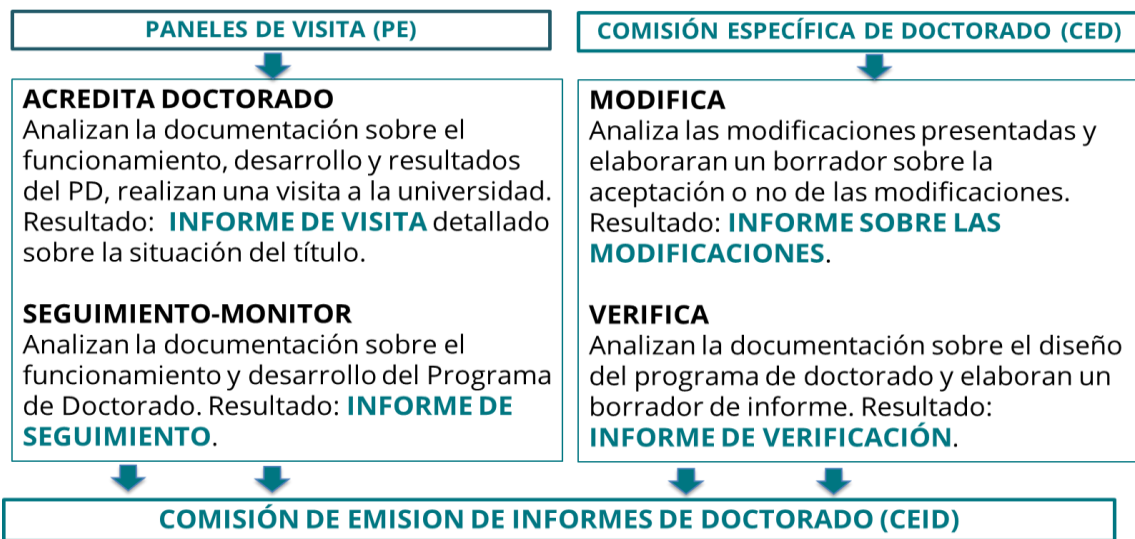 PANELES DE VISITA (PE)
ACREDITA DOCTORADO
Analizan la documentación sobre el
funcionamiento, desarrollo y resultados
del PD, realizan una visita a la universidad.
Resultado: INFORME DE VISITA detallado
sobre la situación del título.
SEGUIMIENTO-MONITOR
Analizan la documentación sobre el
funcionamiento y desarrollo del Programa
de Doctorado. Resultado: INFORME DE
SEGUIMIENTO.
COMISIÓN ESPECÍFICA DE DOCTORADO (CED)
MODIFICA
Analiza las modificaciones presentadas y
elaboraran un borrador sobre la
aceptación o no de las modificaciones.
Resultado: INFORME SOBRE LAS
MODIFICACIONES.
VERIFICA
Analizan la documentación sobre el diseño
del programa de doctorado y elaboran un
borrador de informe. Resultado:
INFORME DE VERIFICACIÓN.
COMISIÓN DE EMISION DE INFORMES DE DOCTORADO (CEID)